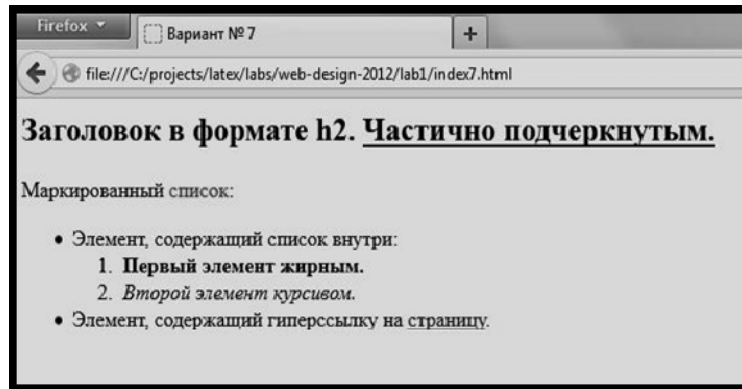 Firefox
Вариант № 7
+
file:///C:/projects/latex/labs/web-design-2012/lab1/index7.html
Заголовок в формате h2. Частично подчеркнутым.
Маркированный список:
• Элемент, содержащий список внутри:
1. Первый элемент жирным.
2. Второй элемент курсивом.
• Элемент, содержащий гиперссылку на страницу.